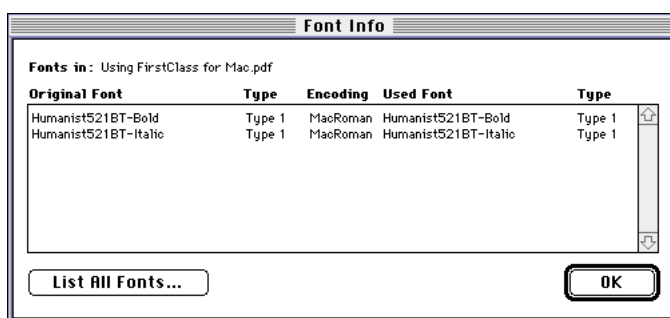 Font Info
Fonts in: Using FirstClass for Mac.pdf
Original Font Type Encoding Used Font Type
Humanist521BT-Bold Type 1 MacRoman Humanist521BT-Bold Type 1
Humanist521BT-Italic Type 1 MacRoman Humanist521BT-Italic Type 1
List All Fonts... OK